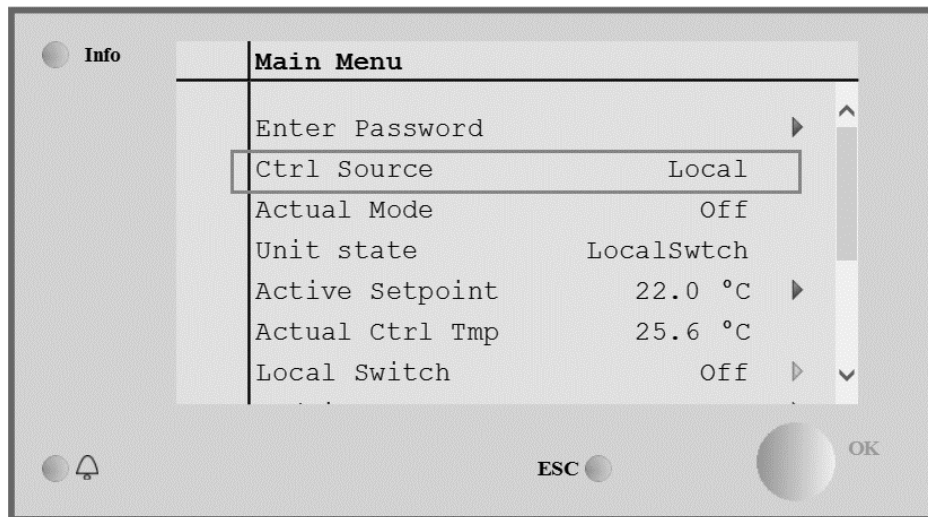 Info
Main Menu
Enter Password
Ctrl Source Local
Actual Mode Off
Unit state LocalSwtch
Active Setpoint 22.0 °C
Actual Ctrl Tmp 25.6 °C
Local Switch Off
ESC
OK